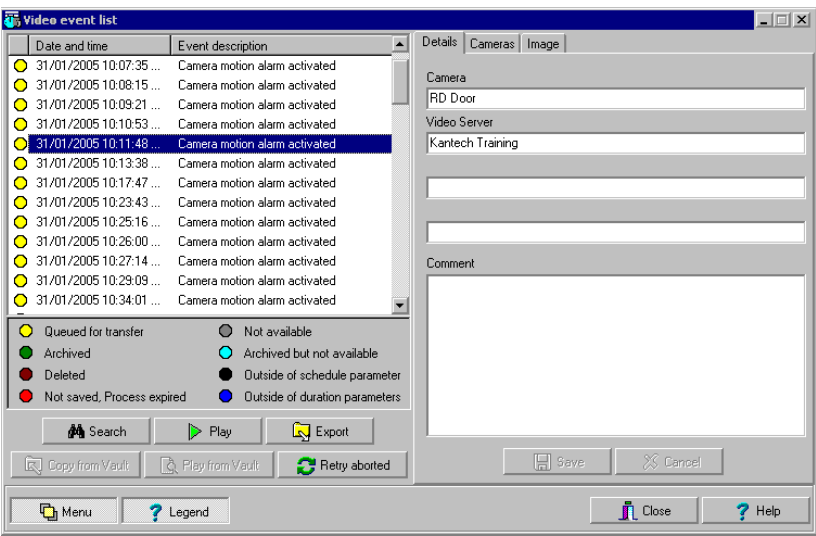 Video event list
Date and time Event description
31/01/2005 10:07:35 ... Camera motion alarm activated
31/01/2005 10:08:15 ... Camera motion alarm activated
31/01/2005 10:09:21 ... Camera motion alarm activated
31/01/2005 10:10:53 ... Camera motion alarm activated
31/01/2005 10:11:48 ... Camera motion alarm activated
31/01/2005 10:13:38 ... Camera motion alarm activated
31/01/2005 10:17:47 ... Camera motion alarm activated
31/01/2005 10:23:43 ... Camera motion alarm activated
31/01/2005 10:25:16 ... Camera motion alarm activated
31/01/2005 10:26:00 ... Camera motion alarm activated
31/01/2005 10:27:14 ... Camera motion alarm activated
31/01/2005 10:29:09 ... Camera motion alarm activated
31/01/2005 10:34:01 ... Camera motion alarm activated
Queued for transfer Not available
Archived Archived but not available
Deleted Outside of schedule parameter
Not saved, Process expired Outside of duration parameters
Search Play Export
Copy from Vault Play from Vault Retry aborted
Details Cameras Image
Camera
RD Door
Video Server
Kantech Training
Comment
Save Cancel
Menu Legend Close Help